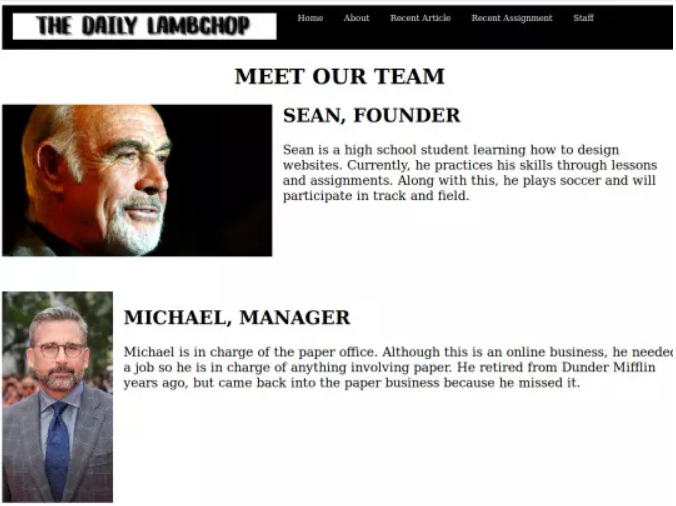 THE DAILY LAMBCHOP
Home About Recent Article Recent Assignment Staff
MEET OUR TEAM
SEAN, FOUNDER
Sean is a high school student learning how to design
websites. Currently, he practices his skills through lessons
and assignments. Along with this, he plays soccer and will
participate in track and field.
MICHAEL, MANAGER
Michael is in charge of the paper office. Although this is an online business, he needed
a job so he is in charge of anything involving paper. He retired from Dunder Mifflin
years ago, but came back into the paper business because he missed it.